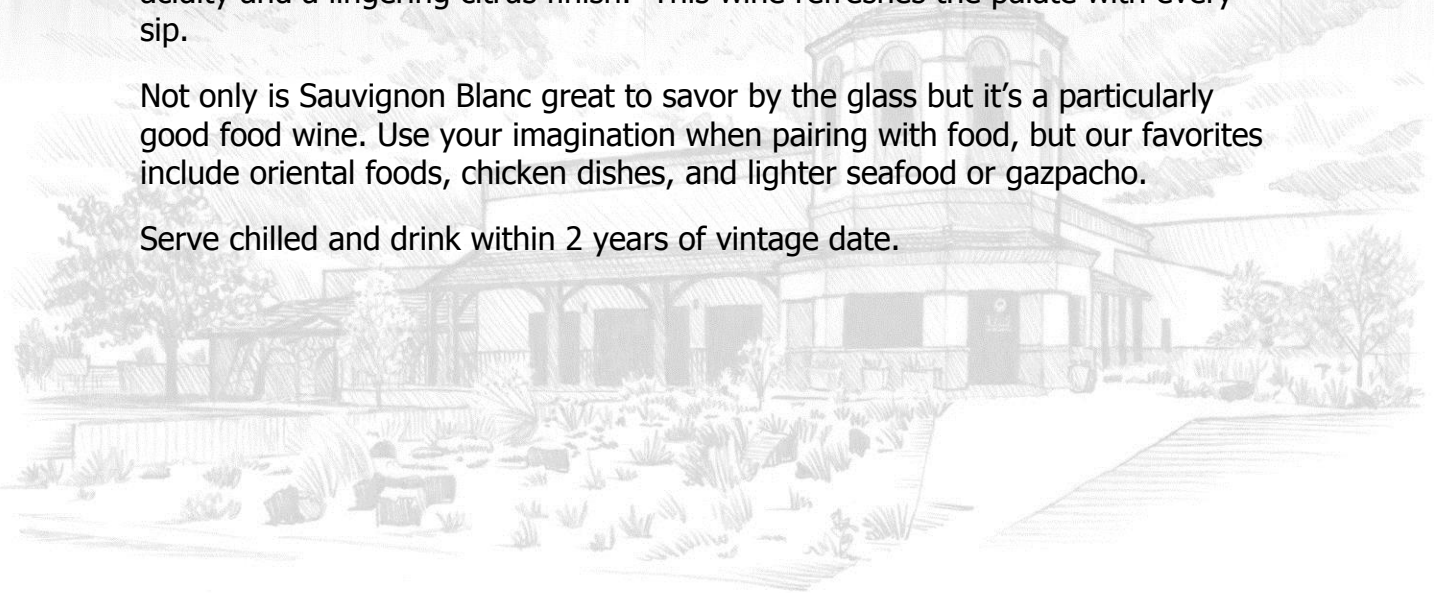 acidity and a lingering citrus finish.  This wine refreshes the palate with every
sip.
Not only is Sauvignon Blanc great to savor by the glass but it's a particularly
good food wine. Use your imagination when pairing with food, but our favorites
include oriental foods, chicken dishes, and lighter seafood or gazpacho.
Serve chilled and drink within 2 years of vintage date.